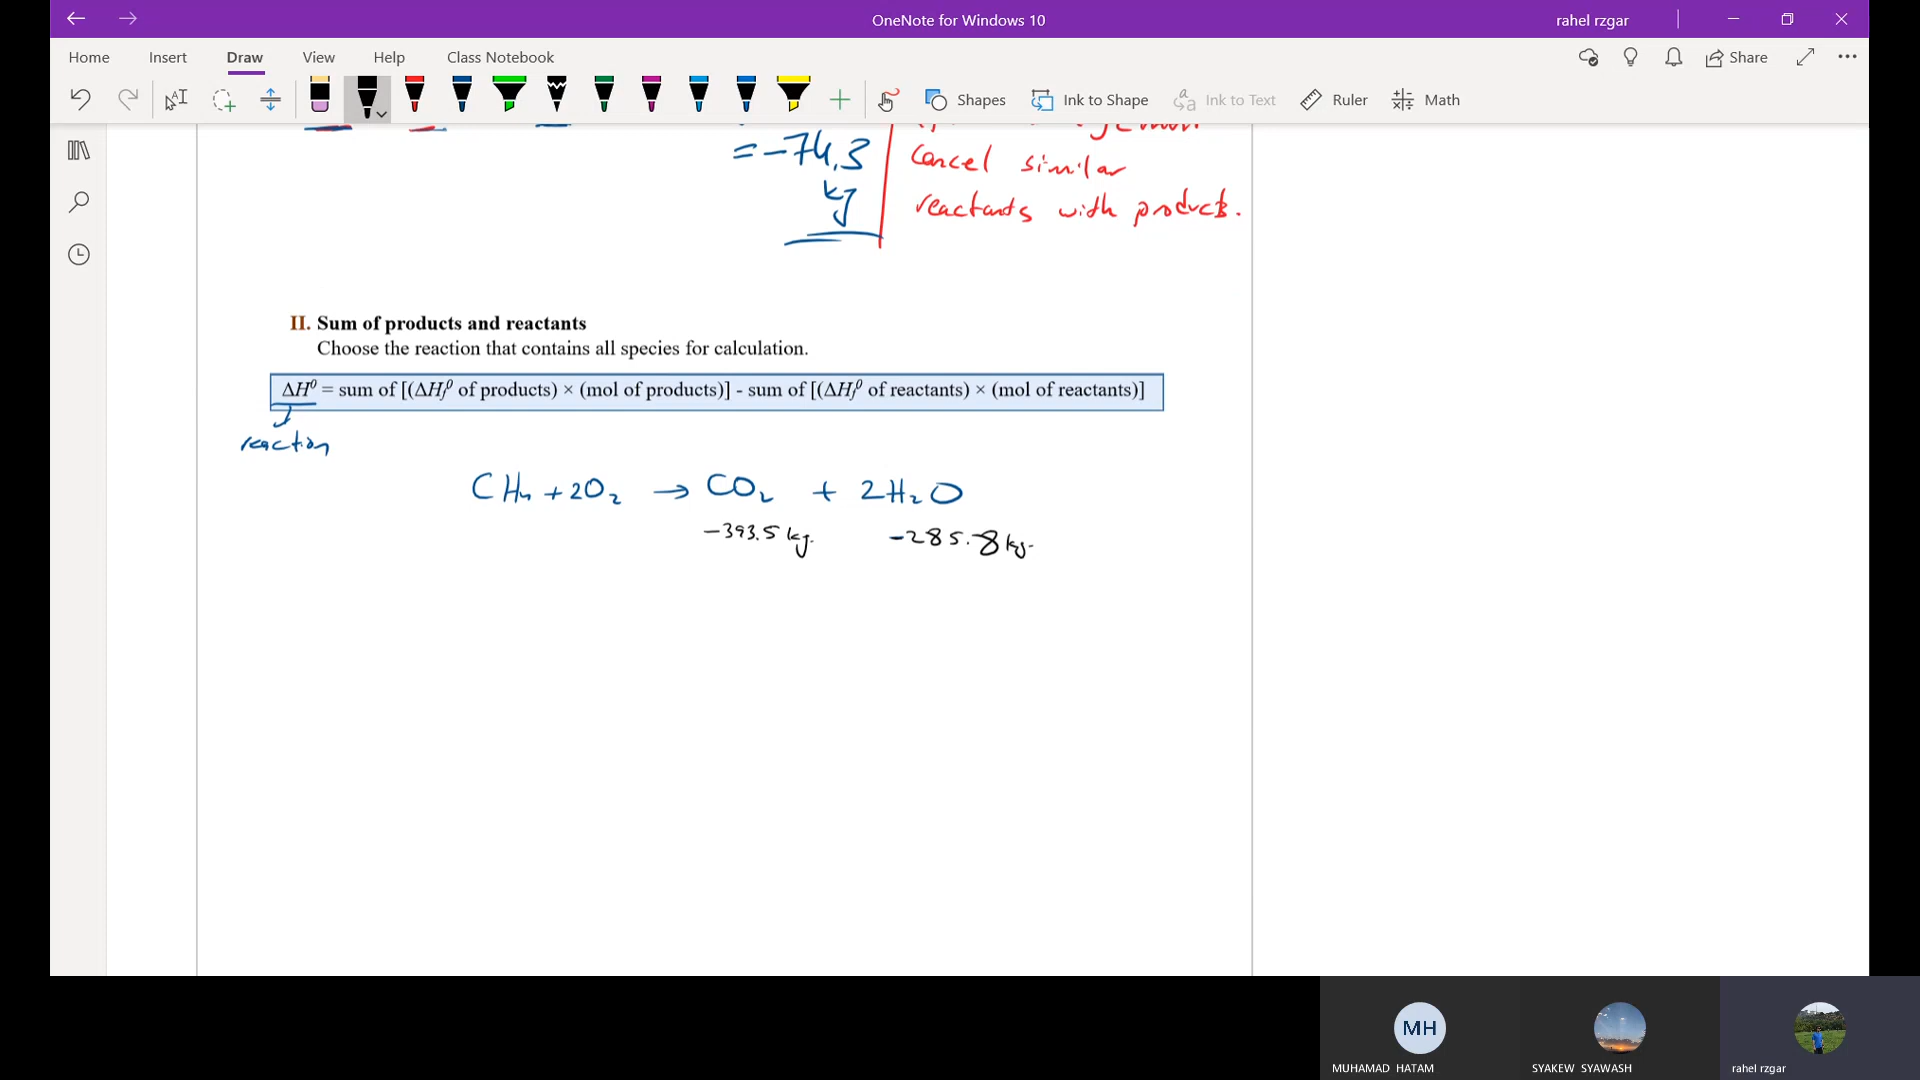 OneNote for Windows 10
rahel rzgar
Home Insert Draw View Help Class Notebook
Share
Shapes Ink to Shape Ink to Text Ruler Math
= -74.3
kJ
cancel similar
reactants with products.
II. Sum of products and reactants
Choose the reaction that contains all species for calculation.
ΔH⁰ = sum of [(ΔHf⁰ of products) × (mol of products)] - sum of [(ΔHf⁰ of reactants) × (mol of reactants)]
reaction
CH₄ + 2O₂ → CO₂ + 2H₂O
-393.5 kJ. -285.8 kJ.
MH
MUHAMAD HATAM SYAKEW SYAWASH rahel rzgar